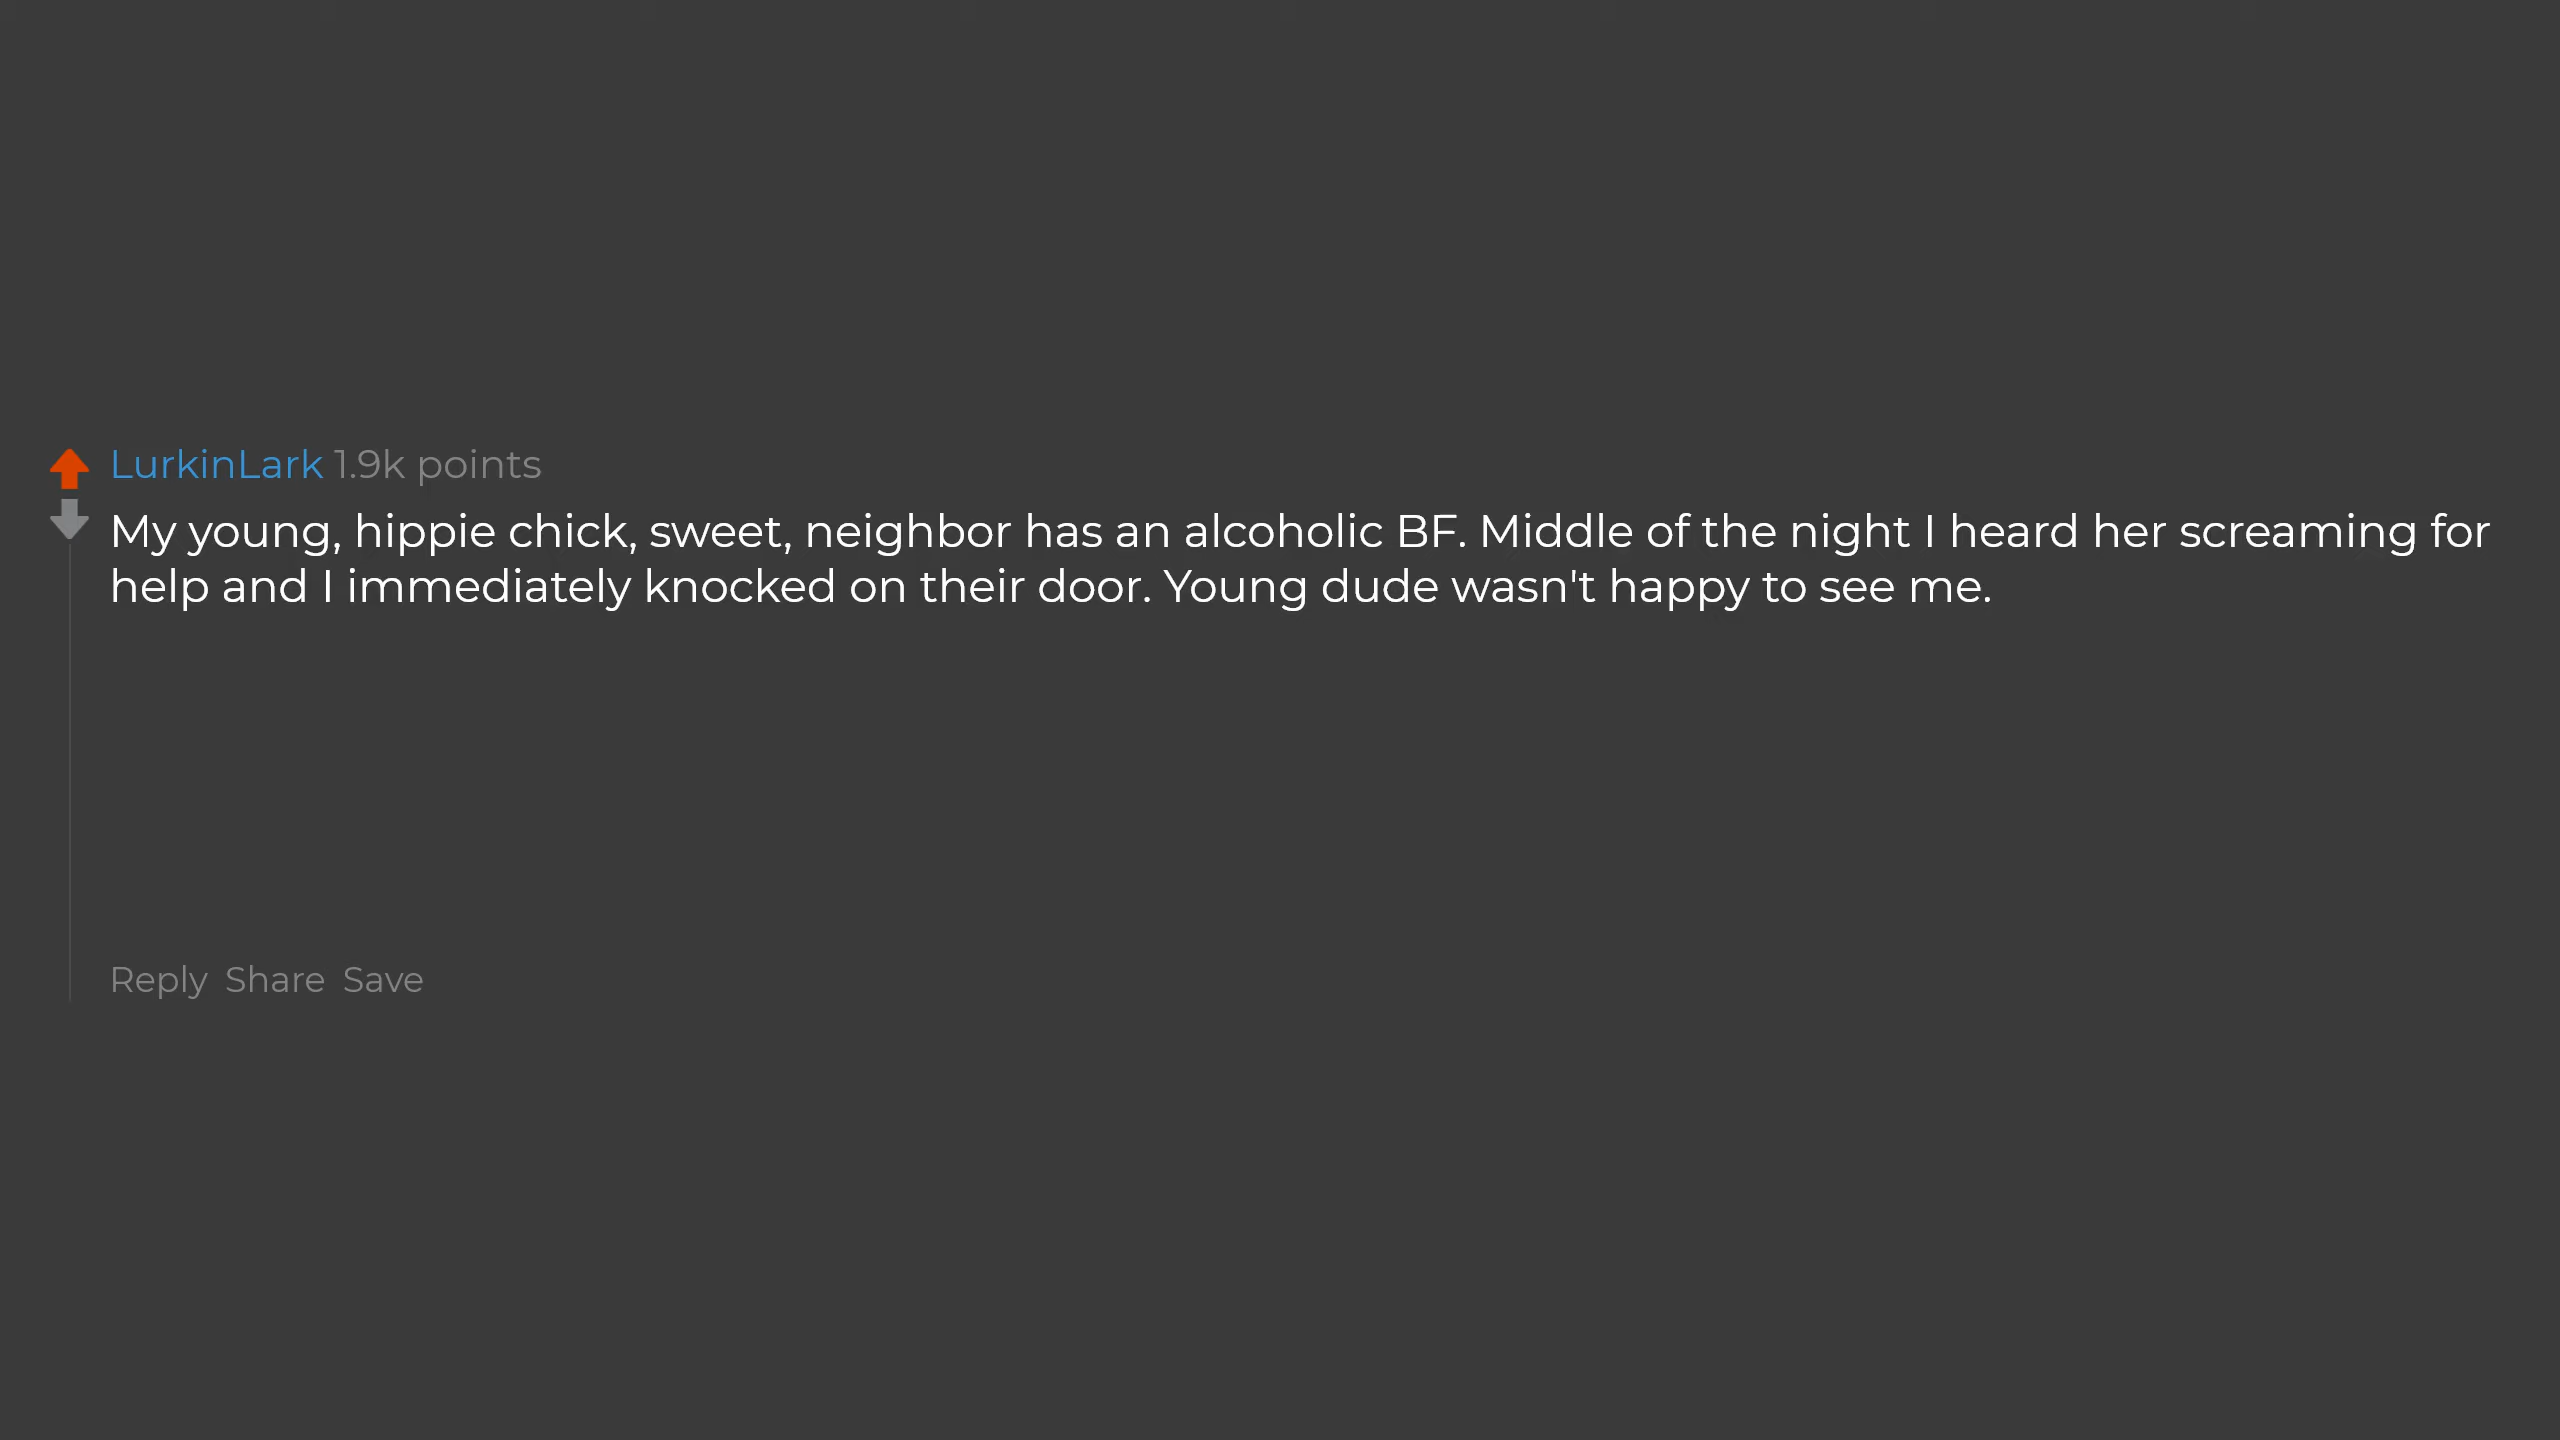 LurkinLark 1.9k points
My young, hippie chick, sweet, neighbor has an alcoholic BF. Middle of the night I heard her screaming for
help and I immediately knocked on their door. Young dude wasn't happy to see me.
Reply Share Save